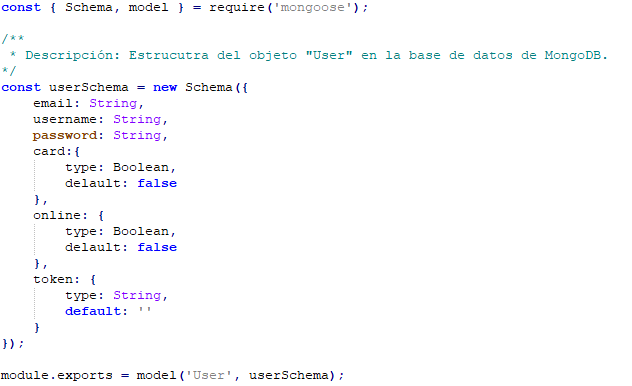 const { Schema, model } = require('mongoose');

/**
 * Descripción: Estrucutra del objeto "User" en la base de datos de MongoDB.
*/
const userSchema = new Schema({
    email: String,
    username: String,
    password: String,
    card:{
        type: Boolean,
        delault: false
    },
    online: {
        type: Boolean,
        delault: false
    },
    token: {
        type: String,
        default: ''
    }
});

module.exports = model('User', userSchema);